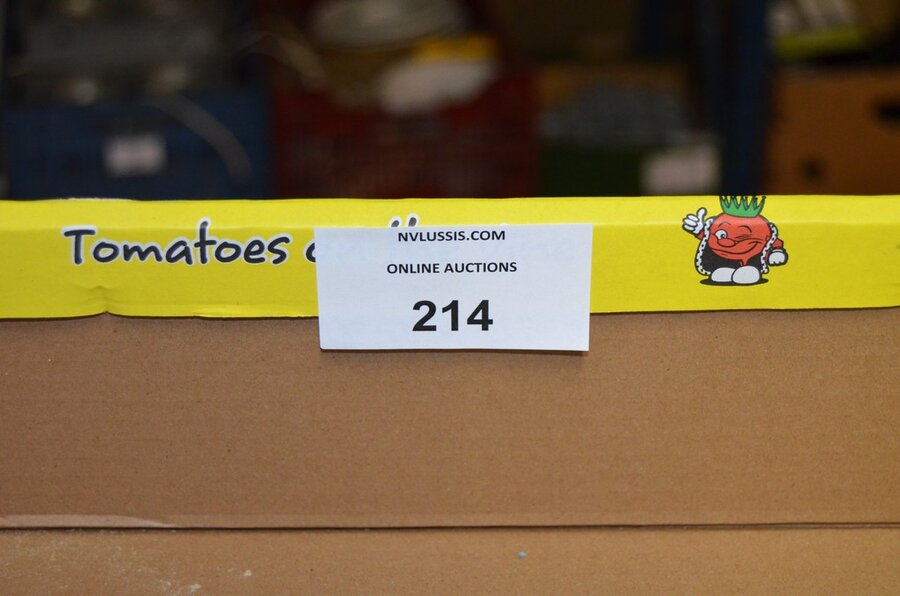 Tomatoes
NVLUSSIS.COM
ONLINE AUCTIONS
214